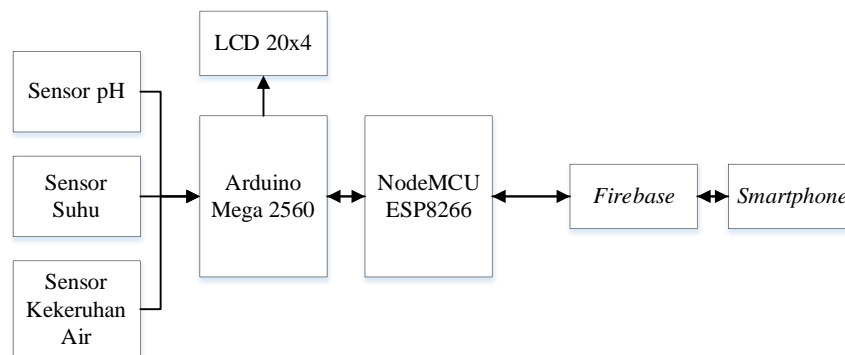 LCD 20x4
Sensor pH
Sensor
Suhu
Sensor
Kekeruhan
Air
Arduino
Mega 2560
NodeMCU
ESP8266
Firebase
Smartphone